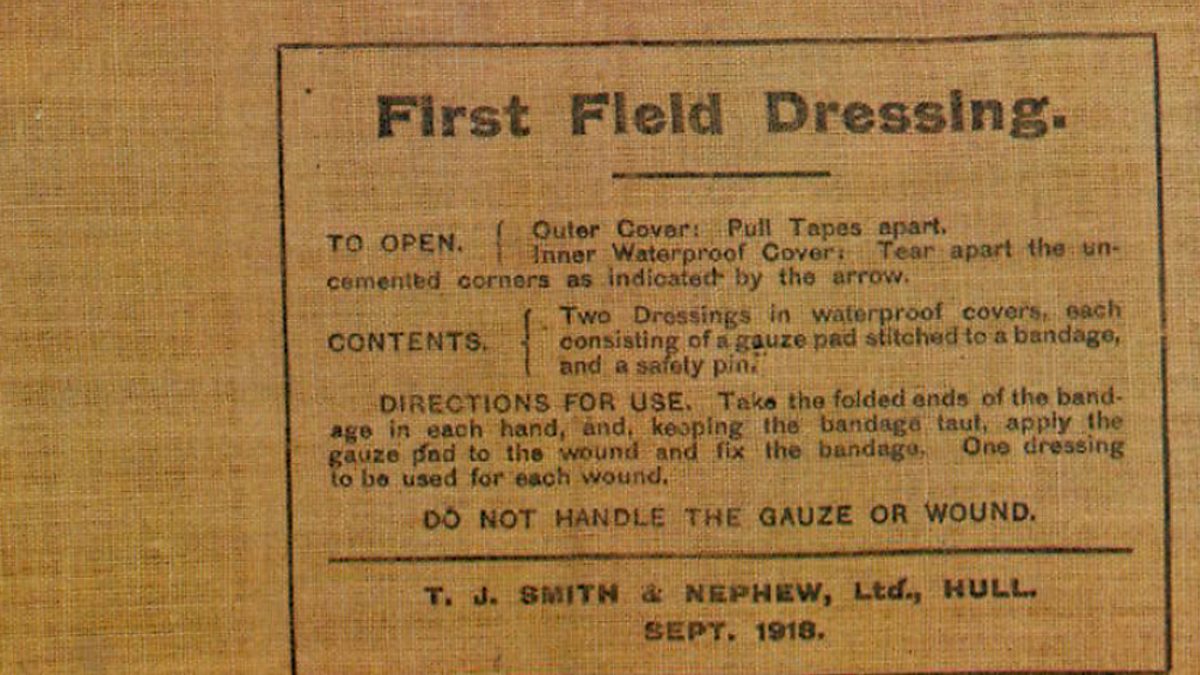 First Field Dressing.
TO OPEN. { Outer Cover: Pull Tapes apart.
Inner Waterproof Cover: Tear apart the un-
cemented corners as indicated by the arrow.
CONTENTS. { Two Dressings in waterproof covers, each
consisting of a gauze pad stitched to a bandage,
and a safety pin.
DIRECTIONS FOR USE. Take the folded ends of the band-
age in each hand, and, keeping the bandage taut, apply the
gauze pad to the wound and fix the bandage. One dressing
to be used for each wound.
DO NOT HANDLE THE GAUZE OR WOUND.
T. J. SMITH & NEPHEW, Ltd., HULL.
SEPT. 1918.